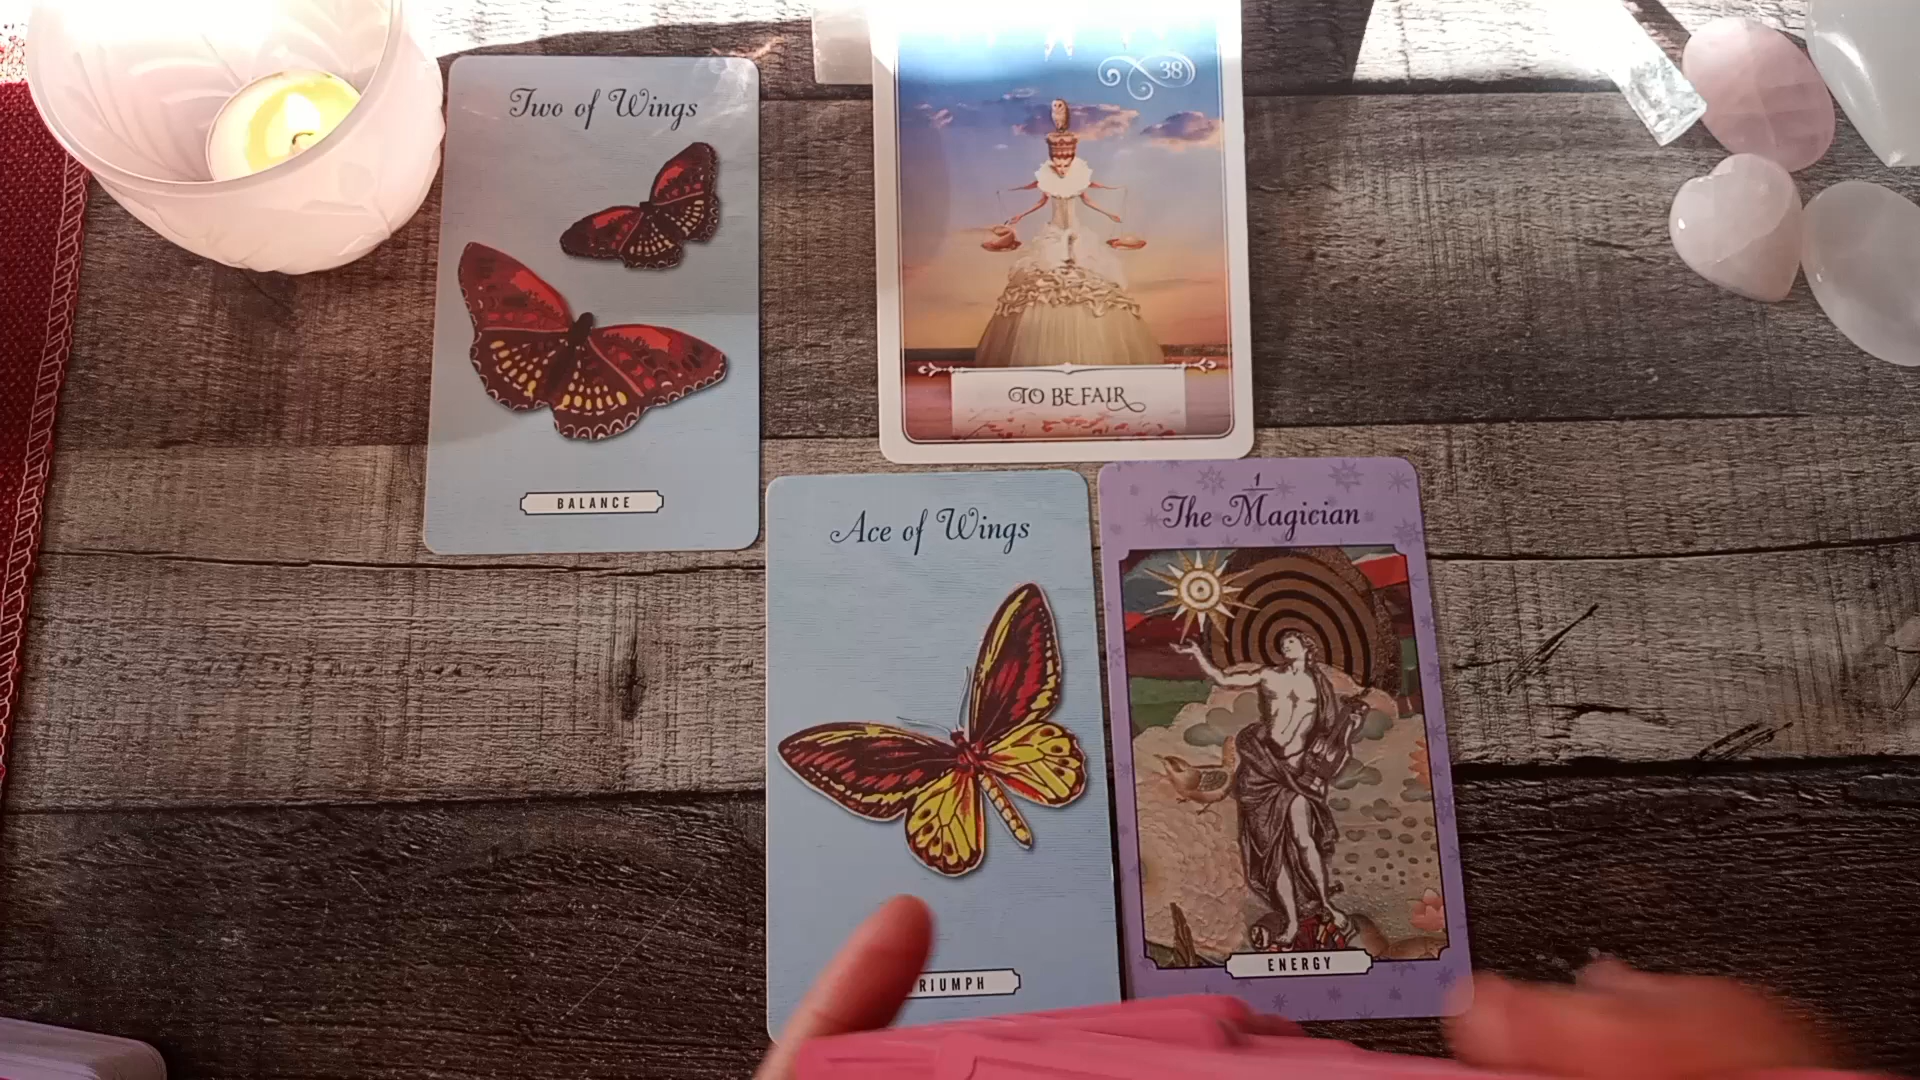 Two of Wings
BALANCE
38
TO BE FAIR
Ace of Wings
RIUMPH
1
The Magician
ENERGY